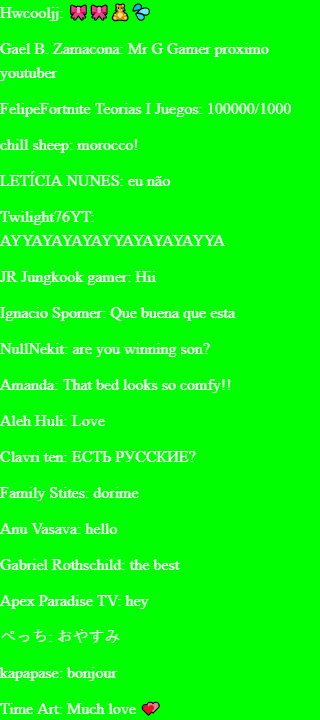 Hwcooljj: 🎀🎀🧸💦
Gael B. Zamacona: Mr G Gamer proximo
youtuber
FelipeFortnite Teorias I Juegos: 100000/1000
chill sheep: morocco!
LETÍCIA NUNES: eu não
Twilight76YT:
AYYAYAYAYAYYAYAYAYAYYA
JR Jungkook gamer: Hii
Ignacio Spomer: Que buena que esta
NullNekit: are you winning son?
Amanda: That bed looks so comfy!!
Aleh Huli: Love
Clavri ten: ЕСТЬ РУССКИЕ?
Family Stites: dorime
Anu Vasava: hello
Gabriel Rothschild: the best
Apex Paradise TV: hey
ぺっち: おやすみ
kapapase: bonjour
Time Art: Much love 💕